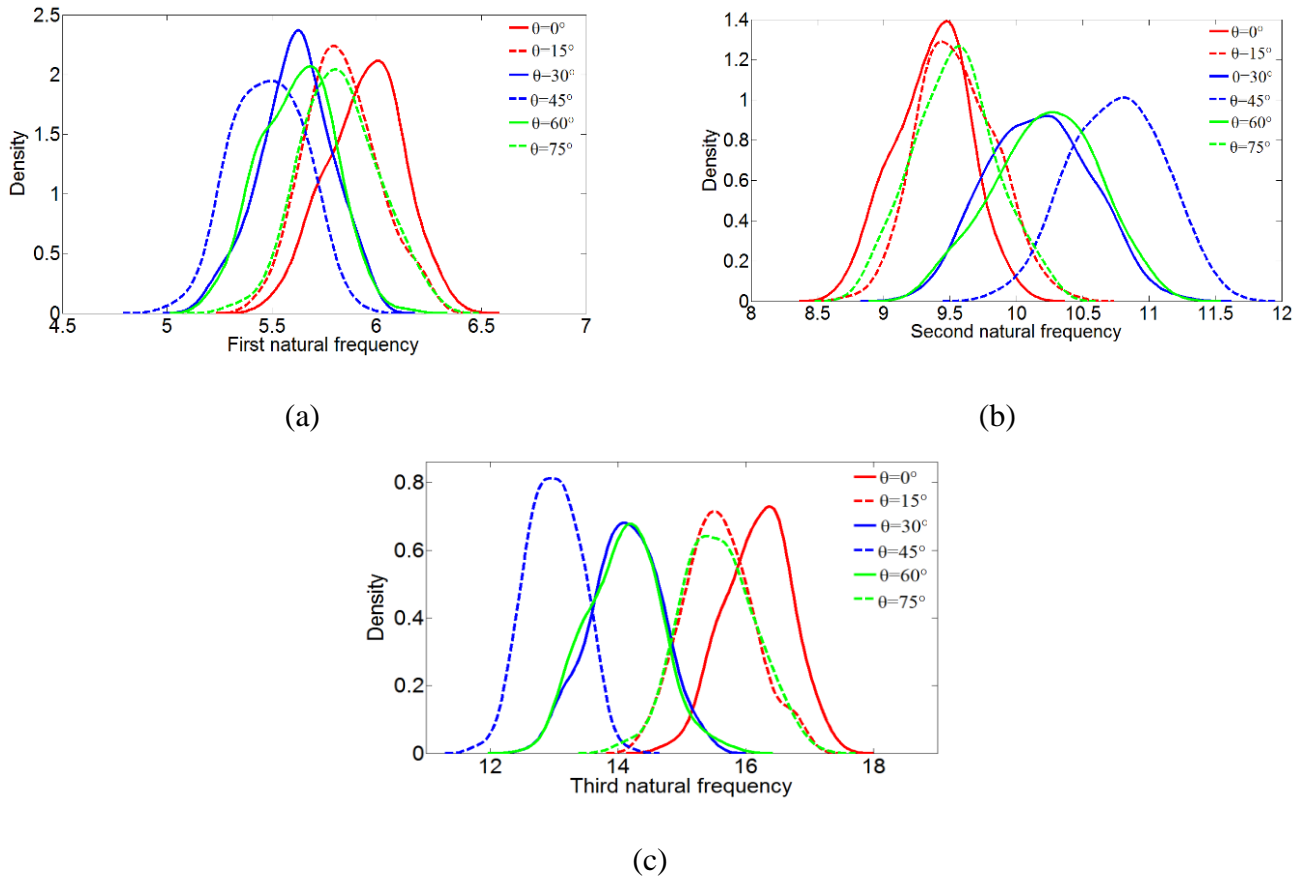 2.5
2
1.5
1
0.5
0
Density
4.5 5 5.5 6 6.5 7
First natural frequency
θ=0°
θ=15°
θ=30°
θ=45°
θ=60°
θ=75°
(a)
1.4
1.2
1
0.8
0.6
0.4
0.2
0
Density
8 8.5 9 9.5 10 10.5 11 11.5 12
Second natural frequency
θ=0°
θ=15°
θ=30°
θ=45°
θ=60°
θ=75°
(b)
0.8
0.6
0.4
0.2
0
Density
12 14 16 18
Third natural frequency
θ=0°
θ=15°
θ=30°
θ=45°
θ=60°
θ=75°
(c)